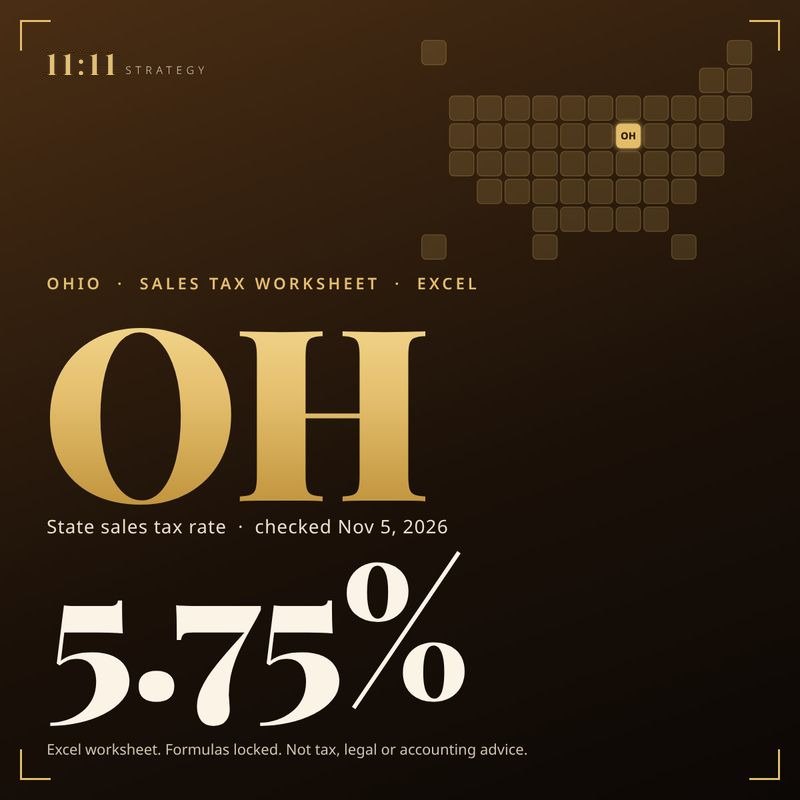 11:11 STRATEGY
OH
OHIO · SALES TAX WORKSHEET · EXCEL
OH
State sales tax rate · checked Nov 5, 2026
5.75%
Excel worksheet. Formulas locked. Not tax, legal or accounting advice.